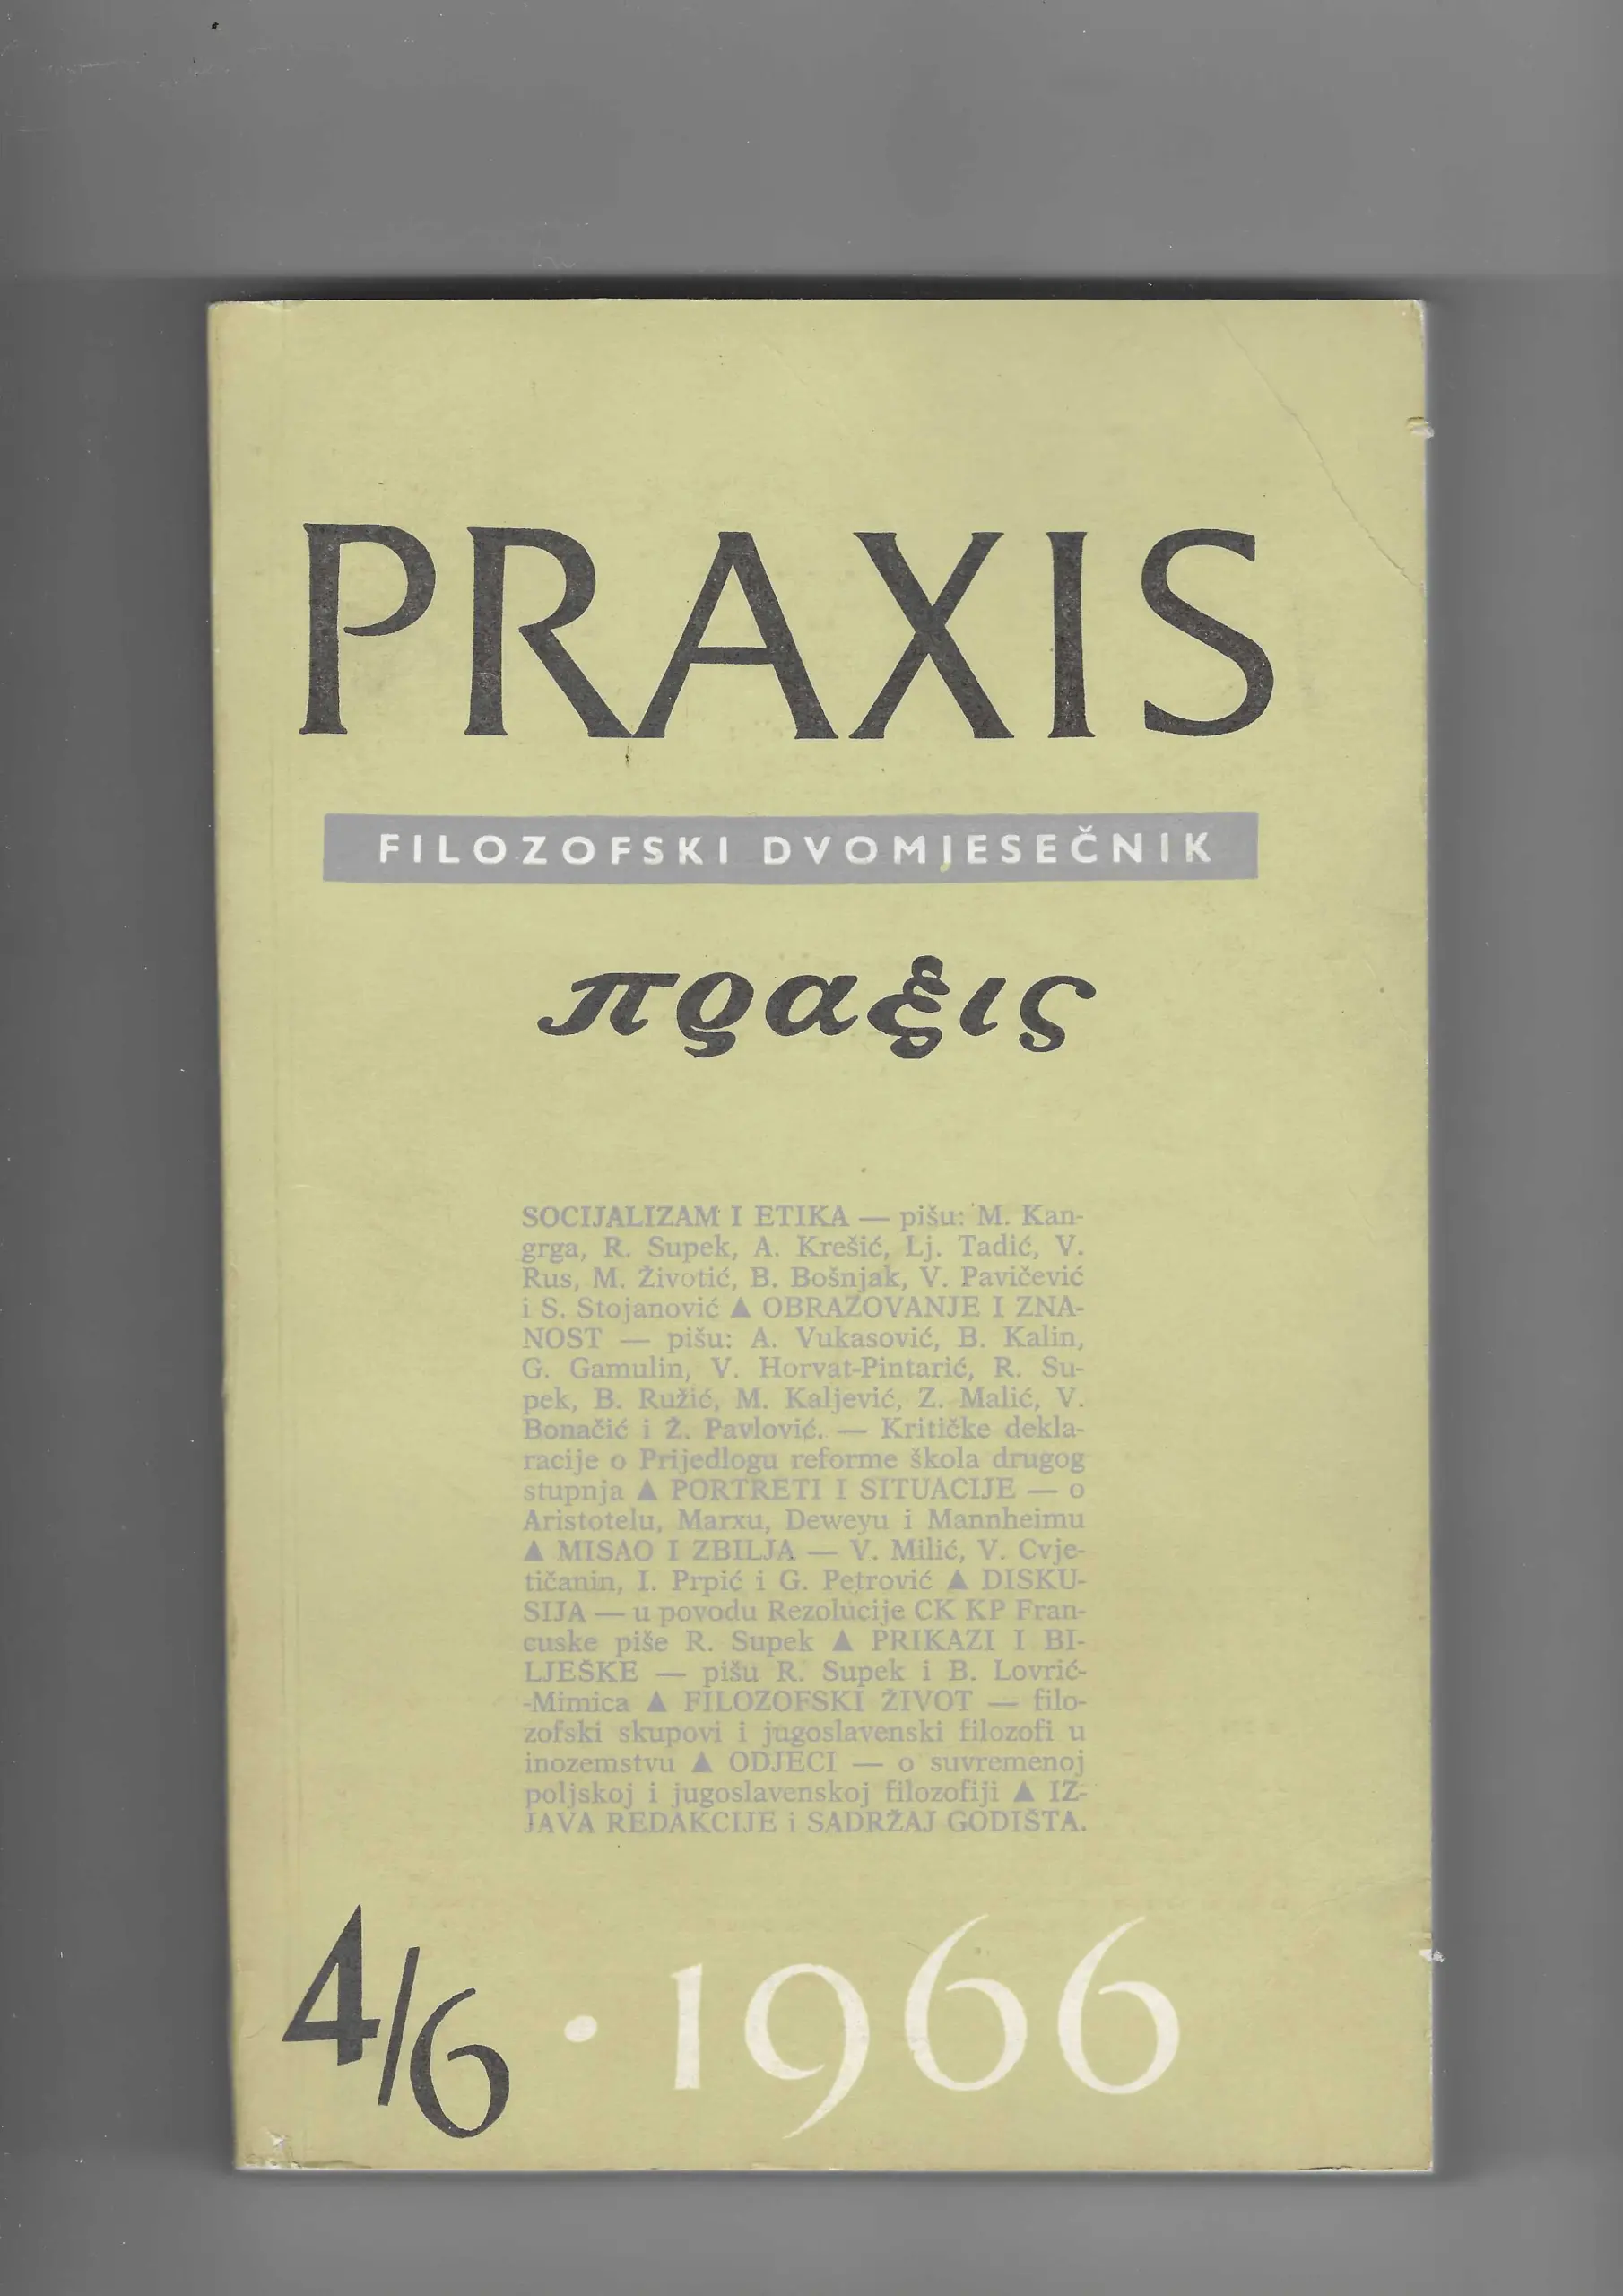 PRAXIS
FILOZOFSKI DVOMJESEČNIK
πραξις
SOCIJALIZAM I ETIKA — pišu: M. Kan-
grga, R. Supek, A. Krešić, Lj. Tadić, V.
Rus, M. Životić, B. Bošnjak, V. Pavičević
i S. Stojanović ▲ OBRAZOVANJE I ZNA-
NOST — pišu: A. Vukasović, B. Kalin,
G. Gamulin, V. Horvat-Pintarić, R. Su-
pek, B. Ružić, M. Kaljević, Z. Malić, V.
Bonačić i Ž. Pavlović. — Kritičke dekla-
racije o Prijedlogu reforme škola drugog
stupnja ▲ PORTRETI I SITUACIJE — o
Aristotelu, Marxu, Deweyu i Mannheimu
▲ MISAO I ZBILJA — V. Milić, V. Cvje-
tičanin, I. Prpić i G. Petrović ▲ DISKU-
SIJA — u povodu Rezolucije CK KP Fran-
cuske piše R. Supek ▲ PRIKAZI I BI-
LJEŠKE — pišu R. Supek i B. Lovrić-
-Mimica ▲ FILOZOFSKI ŽIVOT — filo-
zofski skupovi i jugoslavenski filozofi u
inozemstvu ▲ ODJECI — o suvremenoj
poljskoj i jugoslavenskoj filozofiji ▲ IZ-
JAVA REDAKCIJE i SADRŽAJ GODIŠTA.
4/6 · 1966